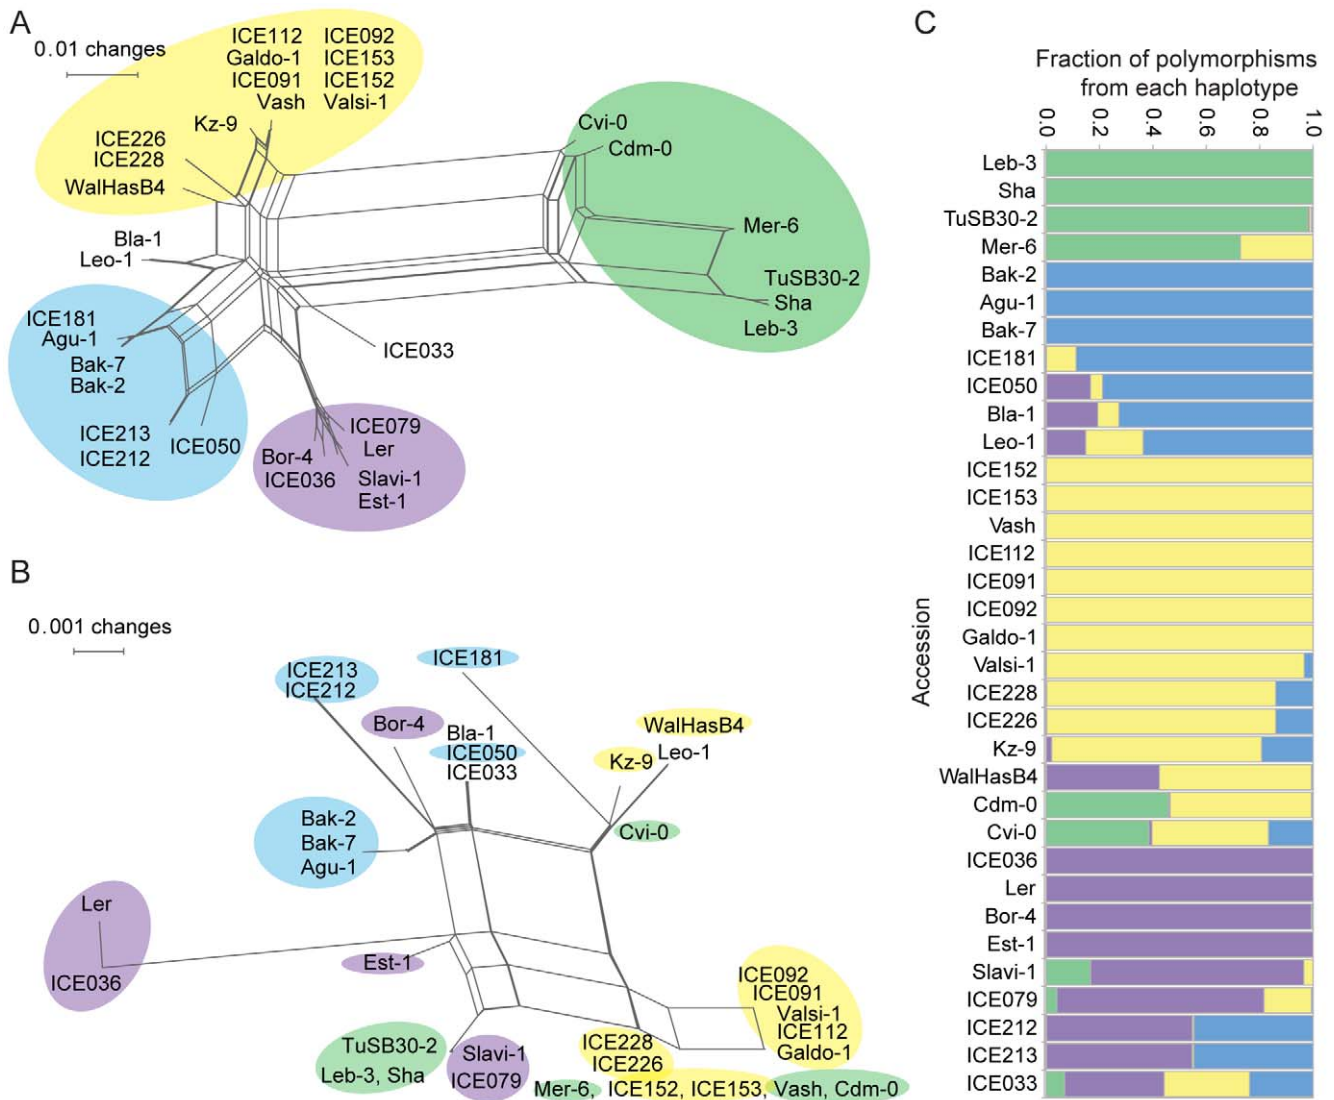 A
0.01 changes
ICE112 ICE092
Galdo-1 ICE153
ICE091 ICE152
Vash Valsi-1
Kz-9
ICE226
ICE228
WalHasB4
Bla-1
Leo-1
ICE181
Agu-1
Bak-7
Bak-2
ICE213
ICE212
ICE050
Bor-4
ICE036
ICE079
Ler
Slavi-1
Est-1
ICE033
Cvi-0
Cdm-0
Mer-6
TuSB30-2
Sha
Leb-3
B
0.001 changes
ICE213
ICE212
ICE181
Bor-4
Bla-1
ICE050
ICE033
WalHasB4
Leo-1
Kz-9
Cvi-0
Bak-2
Bak-7
Agu-1
Ler
ICE036
Est-1
TuSB30-2
Leb-3, Sha
Slavi-1
ICE079
ICE092
ICE091
Valsi-1
ICE112
Galdo-1
ICE228
ICE226
Mer-6, ICE152, ICE153, Vash, Cdm-0
C
Fraction of polymorphisms
from each haplotype
0.0 0.2 0.4 0.6 0.8 1.0
Accession
Leb-3
Sha
TuSB30-2
Mer-6
Bak-2
Agu-1
Bak-7
ICE181
ICE050
Bla-1
Leo-1
ICE152
ICE153
Vash
ICE112
ICE091
ICE092
Galdo-1
Valsi-1
ICE228
ICE226
Kz-9
WalHasB4
Cdm-0
Cvi-0
ICE036
Ler
Bor-4
Est-1
Slavi-1
ICE079
ICE212
ICE213
ICE033